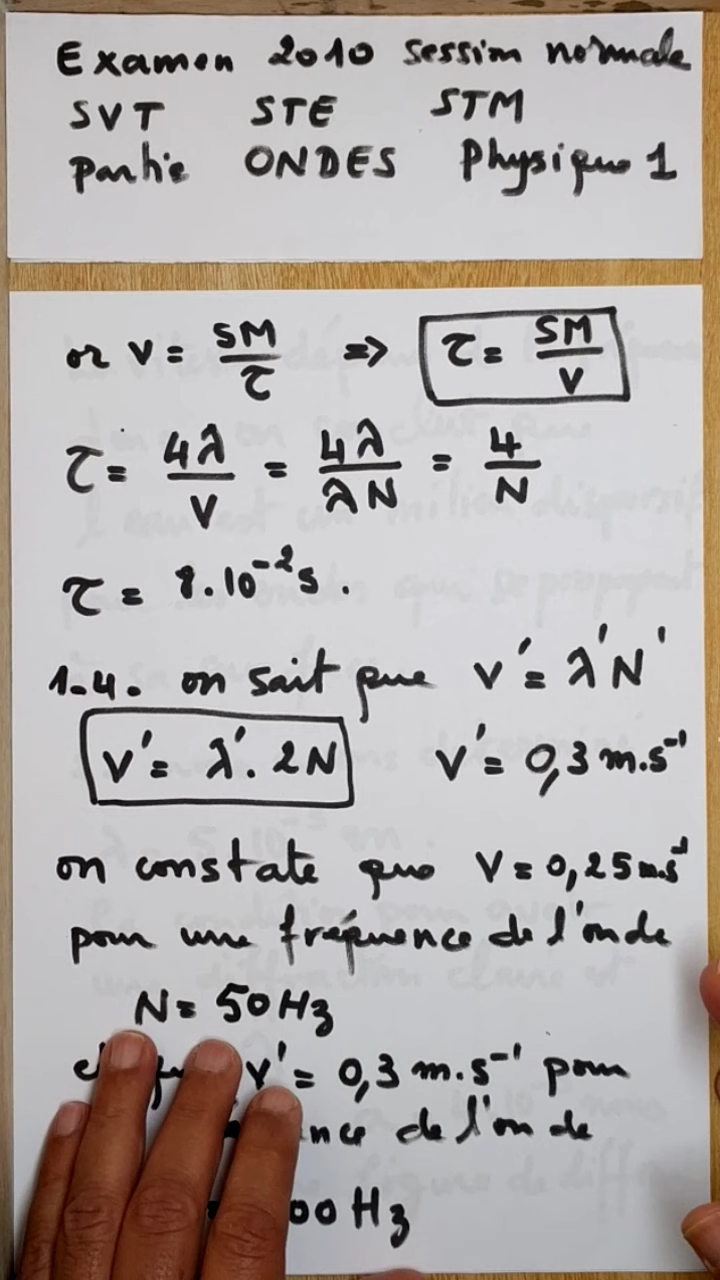 Examen 2010 session normale
SVT STE STM
partie ONDES Physique 1
or V = SM/τ => τ = SM/V
τ = 4λ/V = 4λ/λN = 4/N
τ = 8.10⁻²s.
1-4. on sait que V' = λ'N'
V' = λ'. 2N V' = 0,3 m.s⁻¹
on constate que V = 0,25 m.s⁻¹
pour une fréquence de l'onde
N = 50 Hz
V' = 0,3 m.s⁻¹ pour
de l'onde
00 Hz